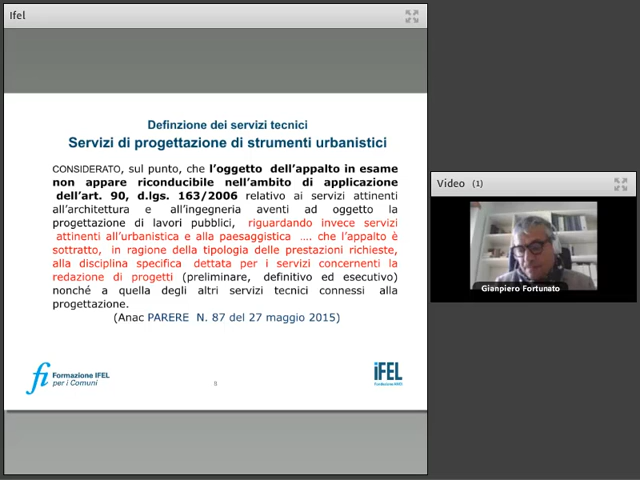 Ifel
Definzione dei servizi tecnici
Servizi di progettazione di strumenti urbanistici
CONSIDERATO, sul punto, che l'oggetto dell'appalto in esame
non appare riconducibile nell'ambito di applicazione
dell'art. 90, d.lgs. 163/2006 relativo ai servizi attinenti
all'architettura e all'ingegneria aventi ad oggetto la
progettazione di lavori pubblici, riguardando invece servizi
attinenti all'urbanistica e alla paesaggistica …. che l'appalto è
sottratto, in ragione della tipologia delle prestazioni richieste,
alla disciplina specifica dettata per i servizi concernenti la
redazione di progetti (preliminare, definitivo ed esecutivo)
nonché a quella degli altri servizi tecnici connessi alla
progettazione.
(Anac PARERE N. 87 del 27 maggio 2015)
fi Formazione IFEL
per i Comuni
8
iFEL
Fondazione ANCI
Video (1)
Gianpiero Fortunato